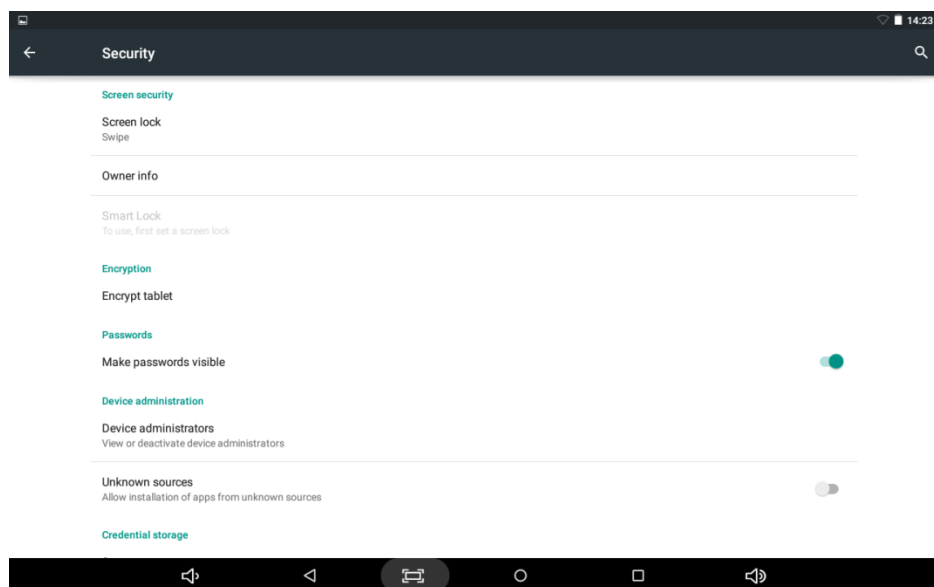 14:23
Security
Screen security
Screen lock
Swipe
Owner info
Smart Lock
To use, first set a screen lock
Encryption
Encrypt tablet
Passwords
Make passwords visible
Device administration
Device administrators
View or deactivate device administrators
Unknown sources
Allow installation of apps from unknown sources
Credential storage